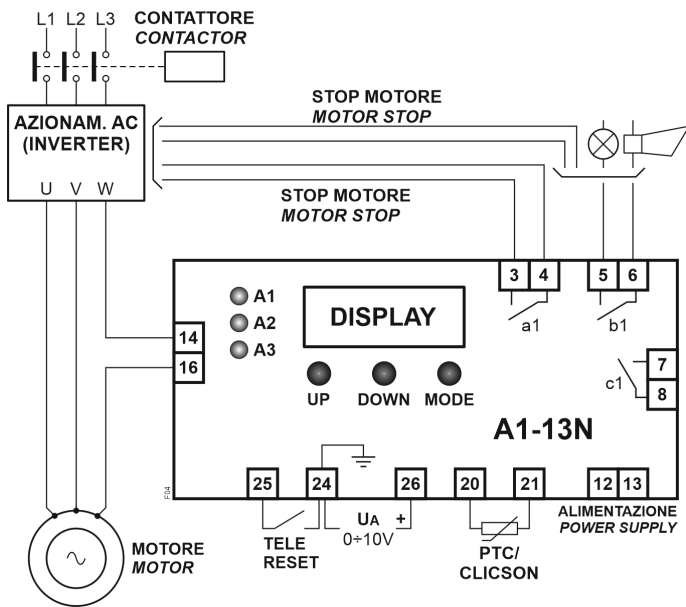 L1 L2 L3
CONTATTORE
CONTACTOR
AZIONAM. AC
(INVERTER)
U V W
STOP MOTORE
MOTOR STOP
STOP MOTORE
MOTOR STOP
3 4 5 6
a1 b1
A1
A2
A3
DISPLAY
14
16
7
8
c1
UP DOWN MODE
A1-13N
F04
25 24 26 20 21 12 13
TELE
RESET
UA +
0÷10V
PTC/
CLICSON
ALIMENTAZIONE
POWER SUPPLY
MOTORE
MOTOR